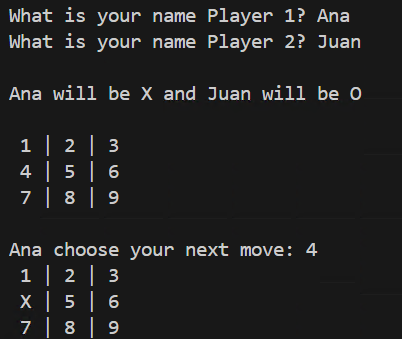 What is your name Player 1? Ana
What is your name Player 2? Juan
Ana will be X and Juan will be O
1 | 2 | 3
4 | 5 | 6
7 | 8 | 9
Ana choose your next move: 4
1 | 2 | 3
X | 5 | 6
7 | 8 | 9